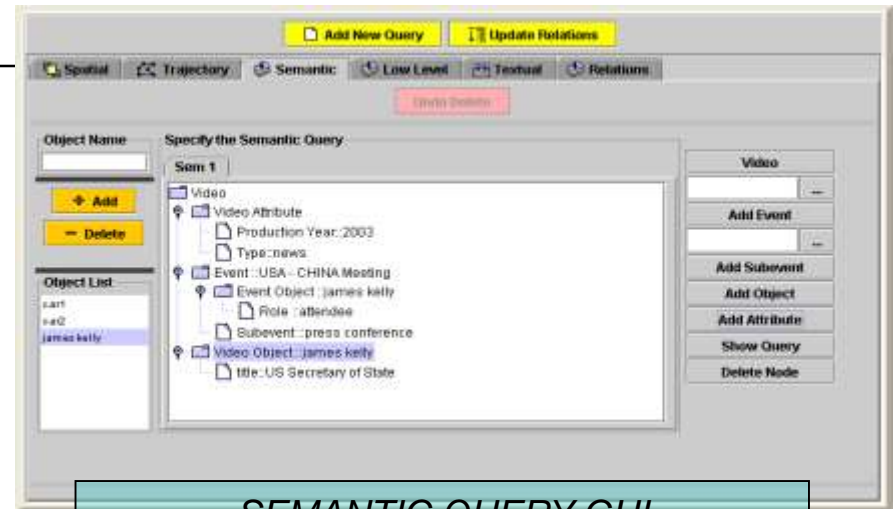 Add New Query Update Relations
Spatial Trajectory Semantic Low Level Textual Relations
Undo Delete
Object Name
Add
Delete
Object List
car1
car2
james kelly
Specify the Semantic Query
Sem 1
Video
Video Attribute
Production Year::2003
Type::news
Event ::USA - CHINA Meeting
Event Object ::james kelly
Role ::attendee
Subevent ::press conference
Video Object ::james kelly
title::US Secretary of State
Video
...
Add Event
...
Add Subevent
Add Object
Add Attribute
Show Query
Delete Node
SEMANTIC QUERY GUI